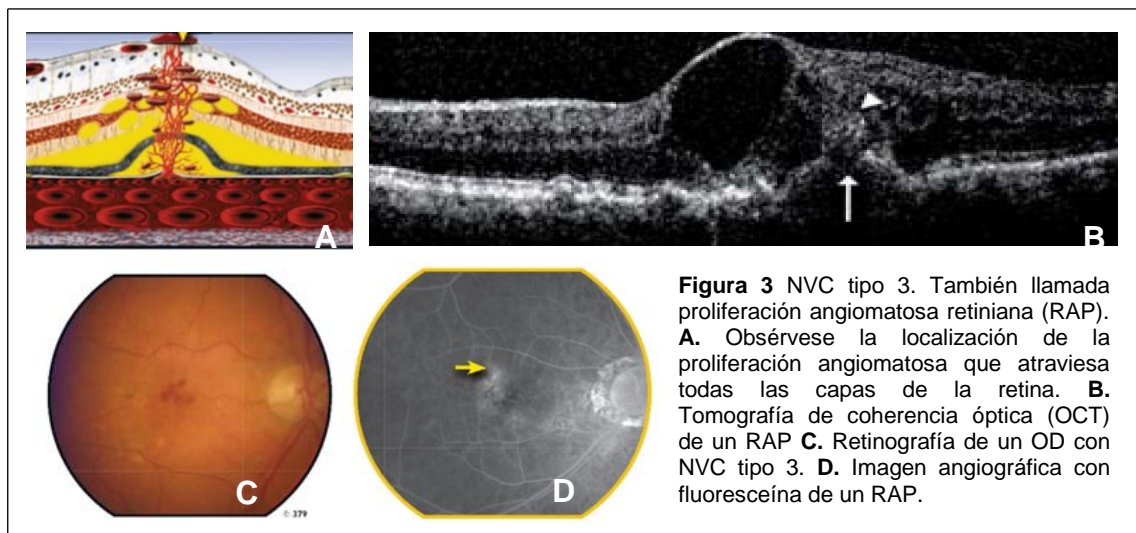 A
B
C
© 379
D
Figura 3 NVC tipo 3. También llamada
proliferación angiomatosa retiniana (RAP).
A. Obsérvese la localización de la
proliferación angiomatosa que atraviesa
todas las capas de la retina. B.
Tomografía de coherencia óptica (OCT)
de un RAP C. Retinografía de un OD con
NVC tipo 3. D. Imagen angiográfica con
fluoresceína de un RAP.